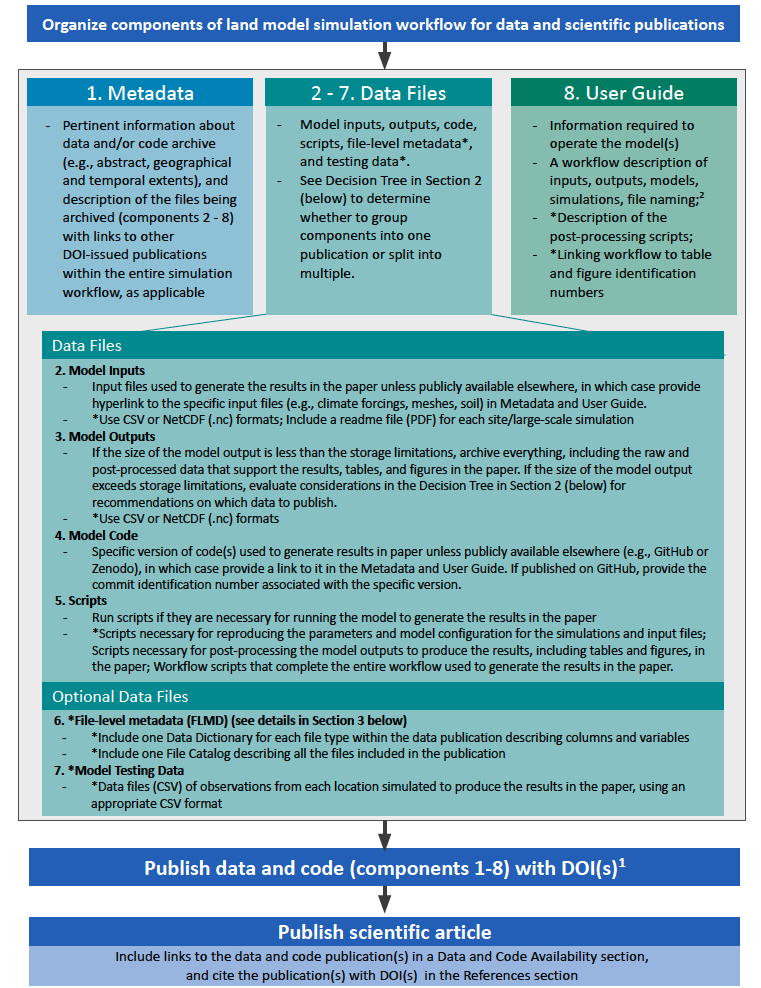 Organize components of land model simulation workflow for data and scientific publications
1. Metadata
- Pertinent information about
data and/or code archive
(e.g., abstract, geographical
and temporal extents), and
description of the files being
archived (components 2 - 8)
with links to other
DOI-issued publications
within the entire simulation
workflow, as applicable
2 - 7. Data Files
- Model inputs, outputs, code,
scripts, file-level metadata*,
and testing data*.
- See Decision Tree in Section 2
(below) to determine
whether to group
components into one
publication or split into
multiple.
8. User Guide
- Information required to
operate the model(s)
- A workflow description of
inputs, outputs, models,
simulations, file naming;2
- *Description of the
post-processing scripts;
- *Linking workflow to table
and figure identification
numbers
Data Files
2. Model Inputs
- Input files used to generate the results in the paper unless publicly available elsewhere, in which case provide
hyperlink to the specific input files (e.g., climate forcings, meshes, soil) in Metadata and User Guide.
- *Use CSV or NetCDF (.nc) formats; Include a readme file (PDF) for each site/large-scale simulation
3. Model Outputs
- If the size of the model output is less than the storage limitations, archive everything, including the raw and
post-processed data that support the results, tables, and figures in the paper. If the size of the model output
exceeds storage limitations, evaluate considerations in the Decision Tree in Section 2 (below) for
recommendations on which data to publish.
- *Use CSV or NetCDF (.nc) formats
4. Model Code
- Specific version of code(s) used to generate results in paper unless publicly available elsewhere (e.g., GitHub or
Zenodo), in which case provide a link to it in the Metadata and User Guide. If published on GitHub, provide the
commit identification number associated with the specific version.
5. Scripts
- Run scripts if they are necessary for running the model to generate the results in the paper
- *Scripts necessary for reproducing the parameters and model configuration for the simulations and input files;
Scripts necessary for post-processing the model outputs to produce the results, including tables and figures, in
the paper; Workflow scripts that complete the entire workflow used to generate the results in the paper.
Optional Data Files
6. *File-level metadata (FLMD) (see details in Section 3 below)
- *Include one Data Dictionary for each file type within the data publication describing columns and variables
- *Include one File Catalog describing all the files included in the publication
7. *Model Testing Data
- *Data files (CSV) of observations from each location simulated to produce the results in the paper, using an
appropriate CSV format
Publish data and code (components 1-8) with DOI(s)1
Publish scientific article
Include links to the data and code publication(s) in a Data and Code Availability section,
and cite the publication(s) with DOI(s) in the References section